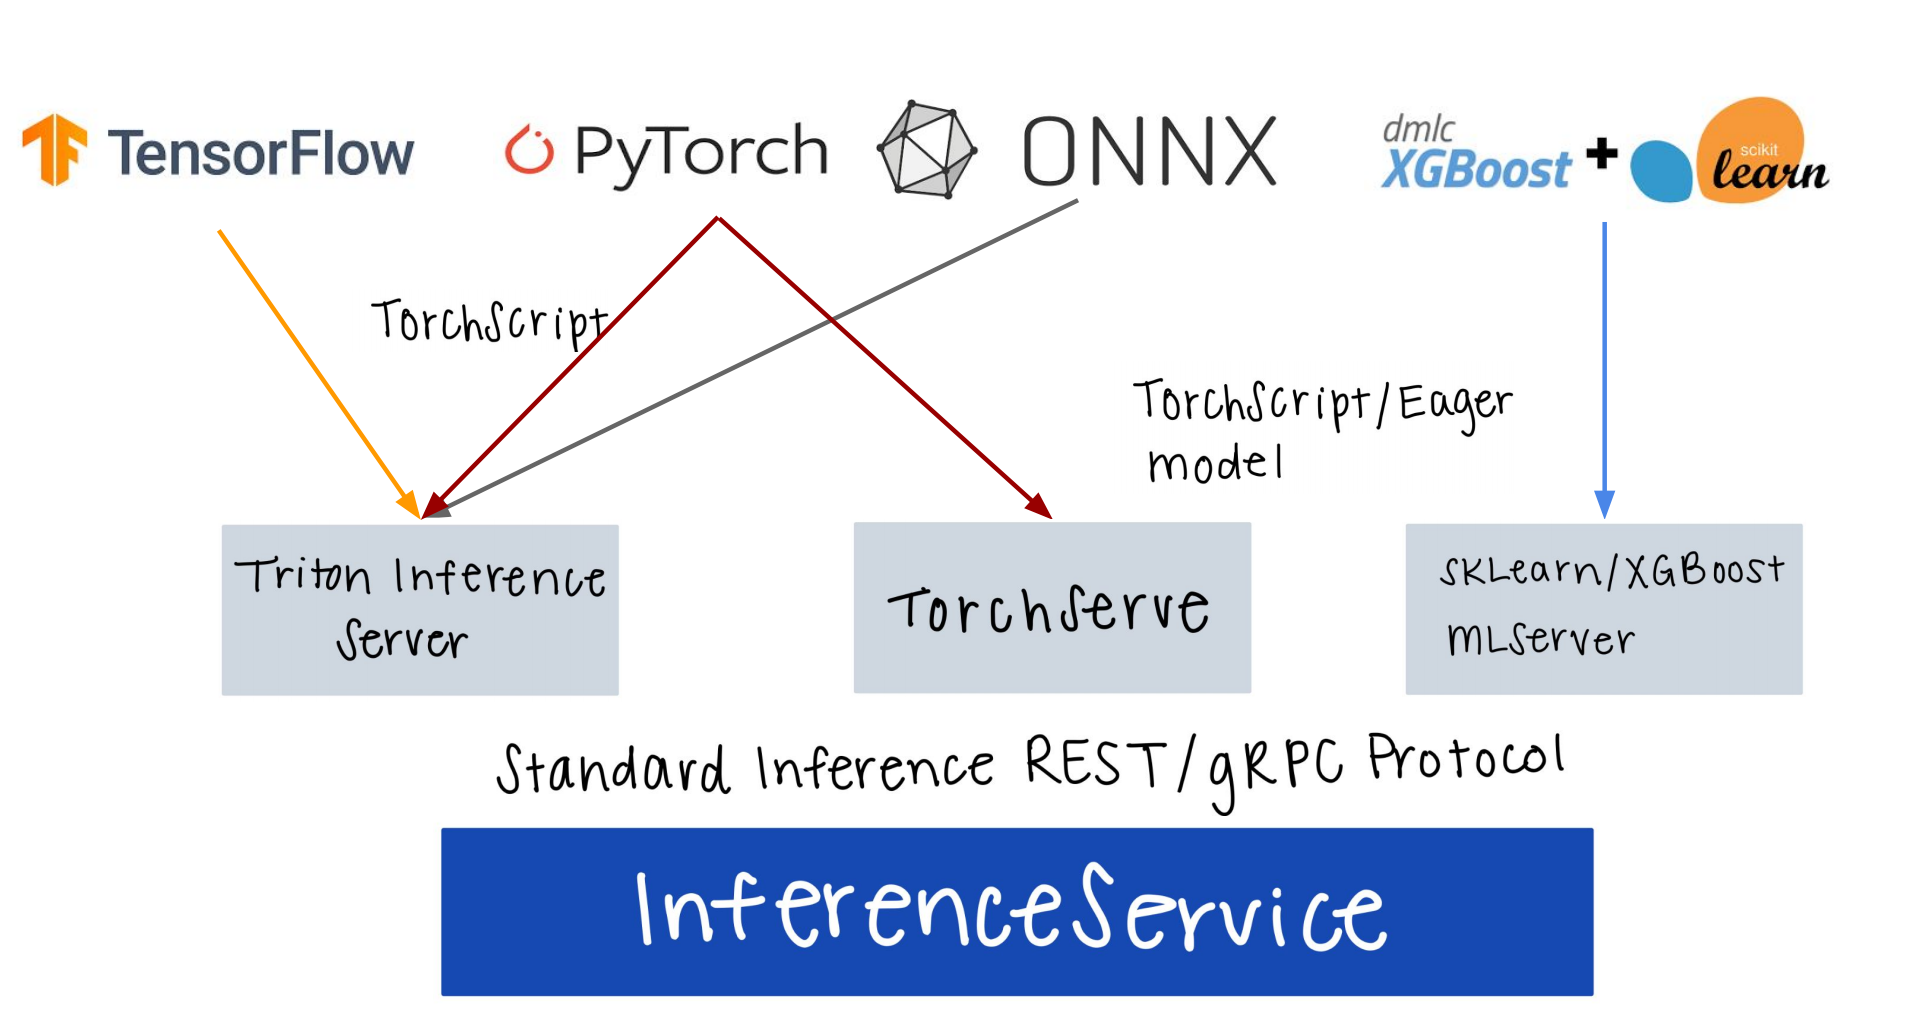 TensorFlow
PyTorch
ONNX
dmlc
XGBoost +
scikit
learn
TorchScript
TorchScript/Eager
model
Triton Inference
Server
TorchServe
SKLearn/XGBoost
MLServer
Standard Inference REST/gRPC Protocol
InferenceService